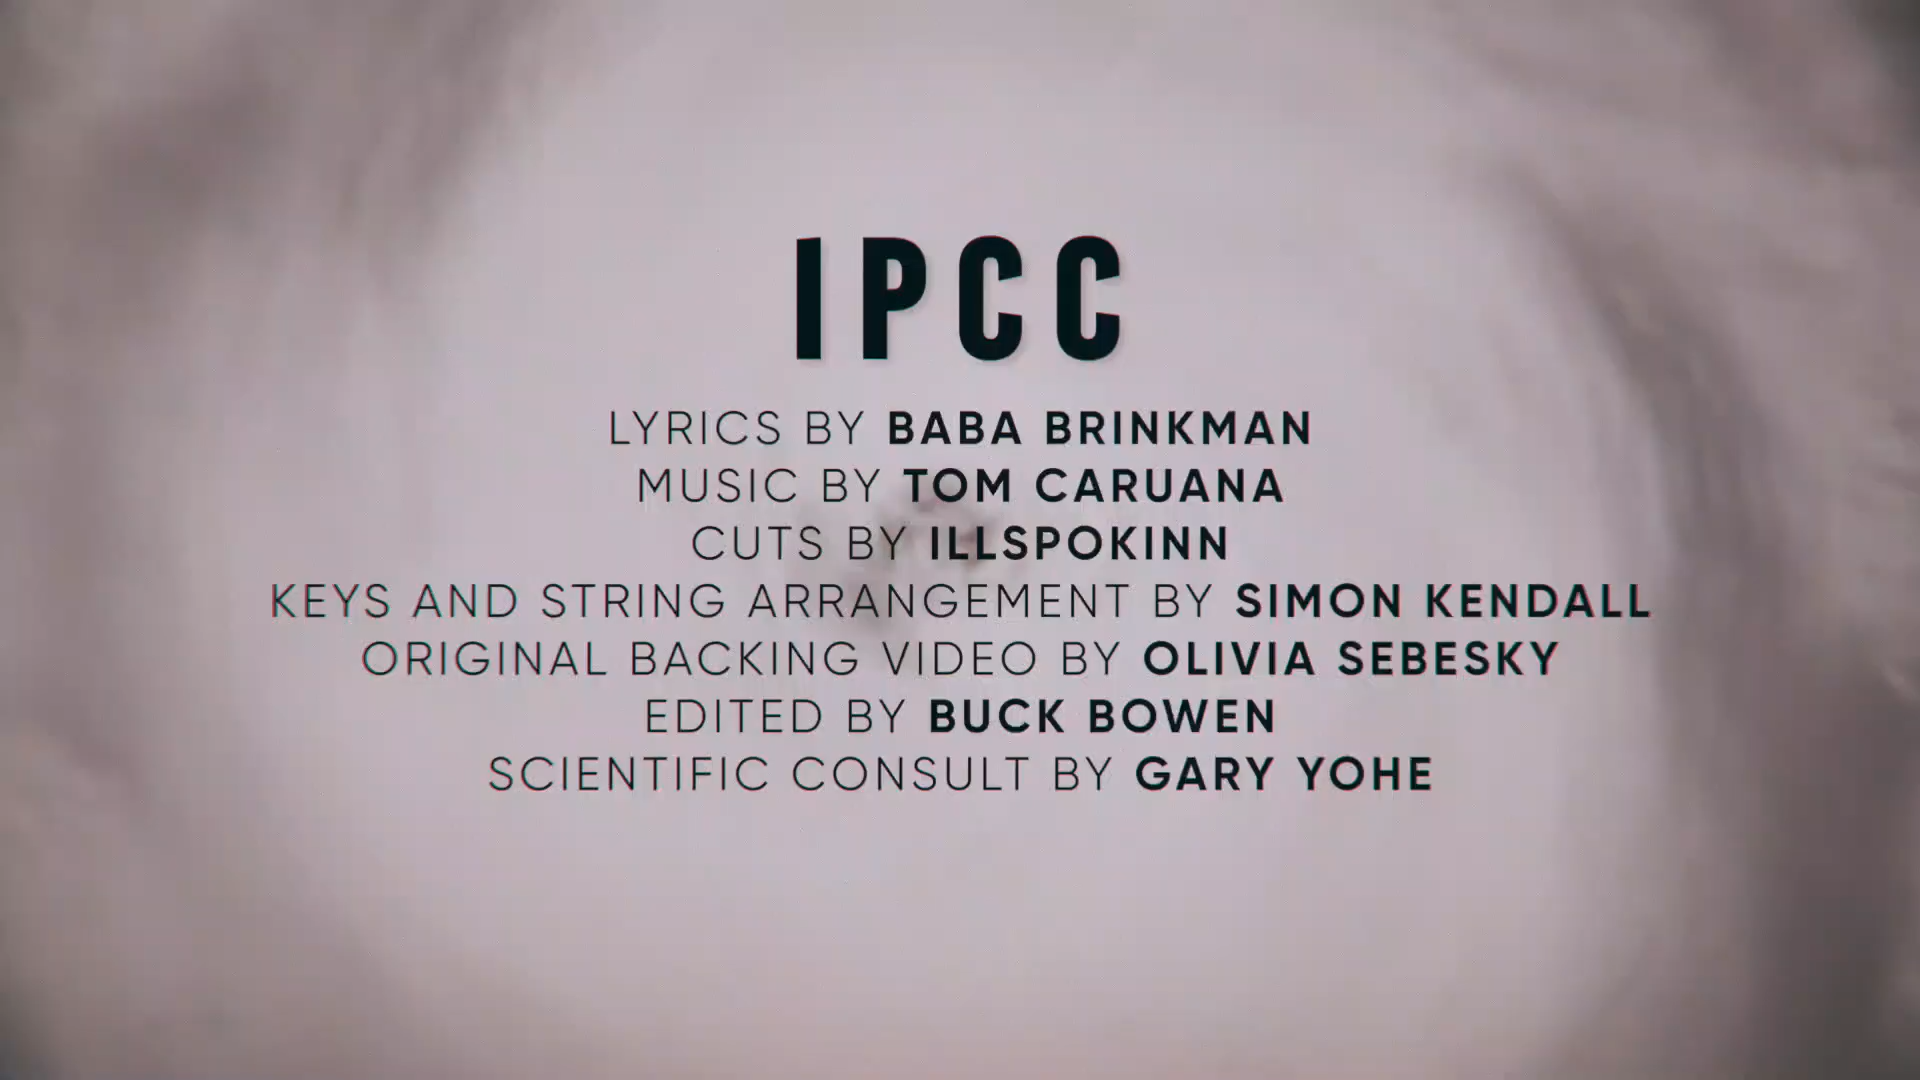 IPCC
LYRICS BY BABA BRINKMAN
MUSIC BY TOM CARUANA
CUTS BY ILLSPOKINN
KEYS AND STRING ARRANGEMENT BY SIMON KENDALL
ORIGINAL BACKING VIDEO BY OLIVIA SEBESKY
EDITED BY BUCK BOWEN
SCIENTIFIC CONSULT BY GARY YOHE